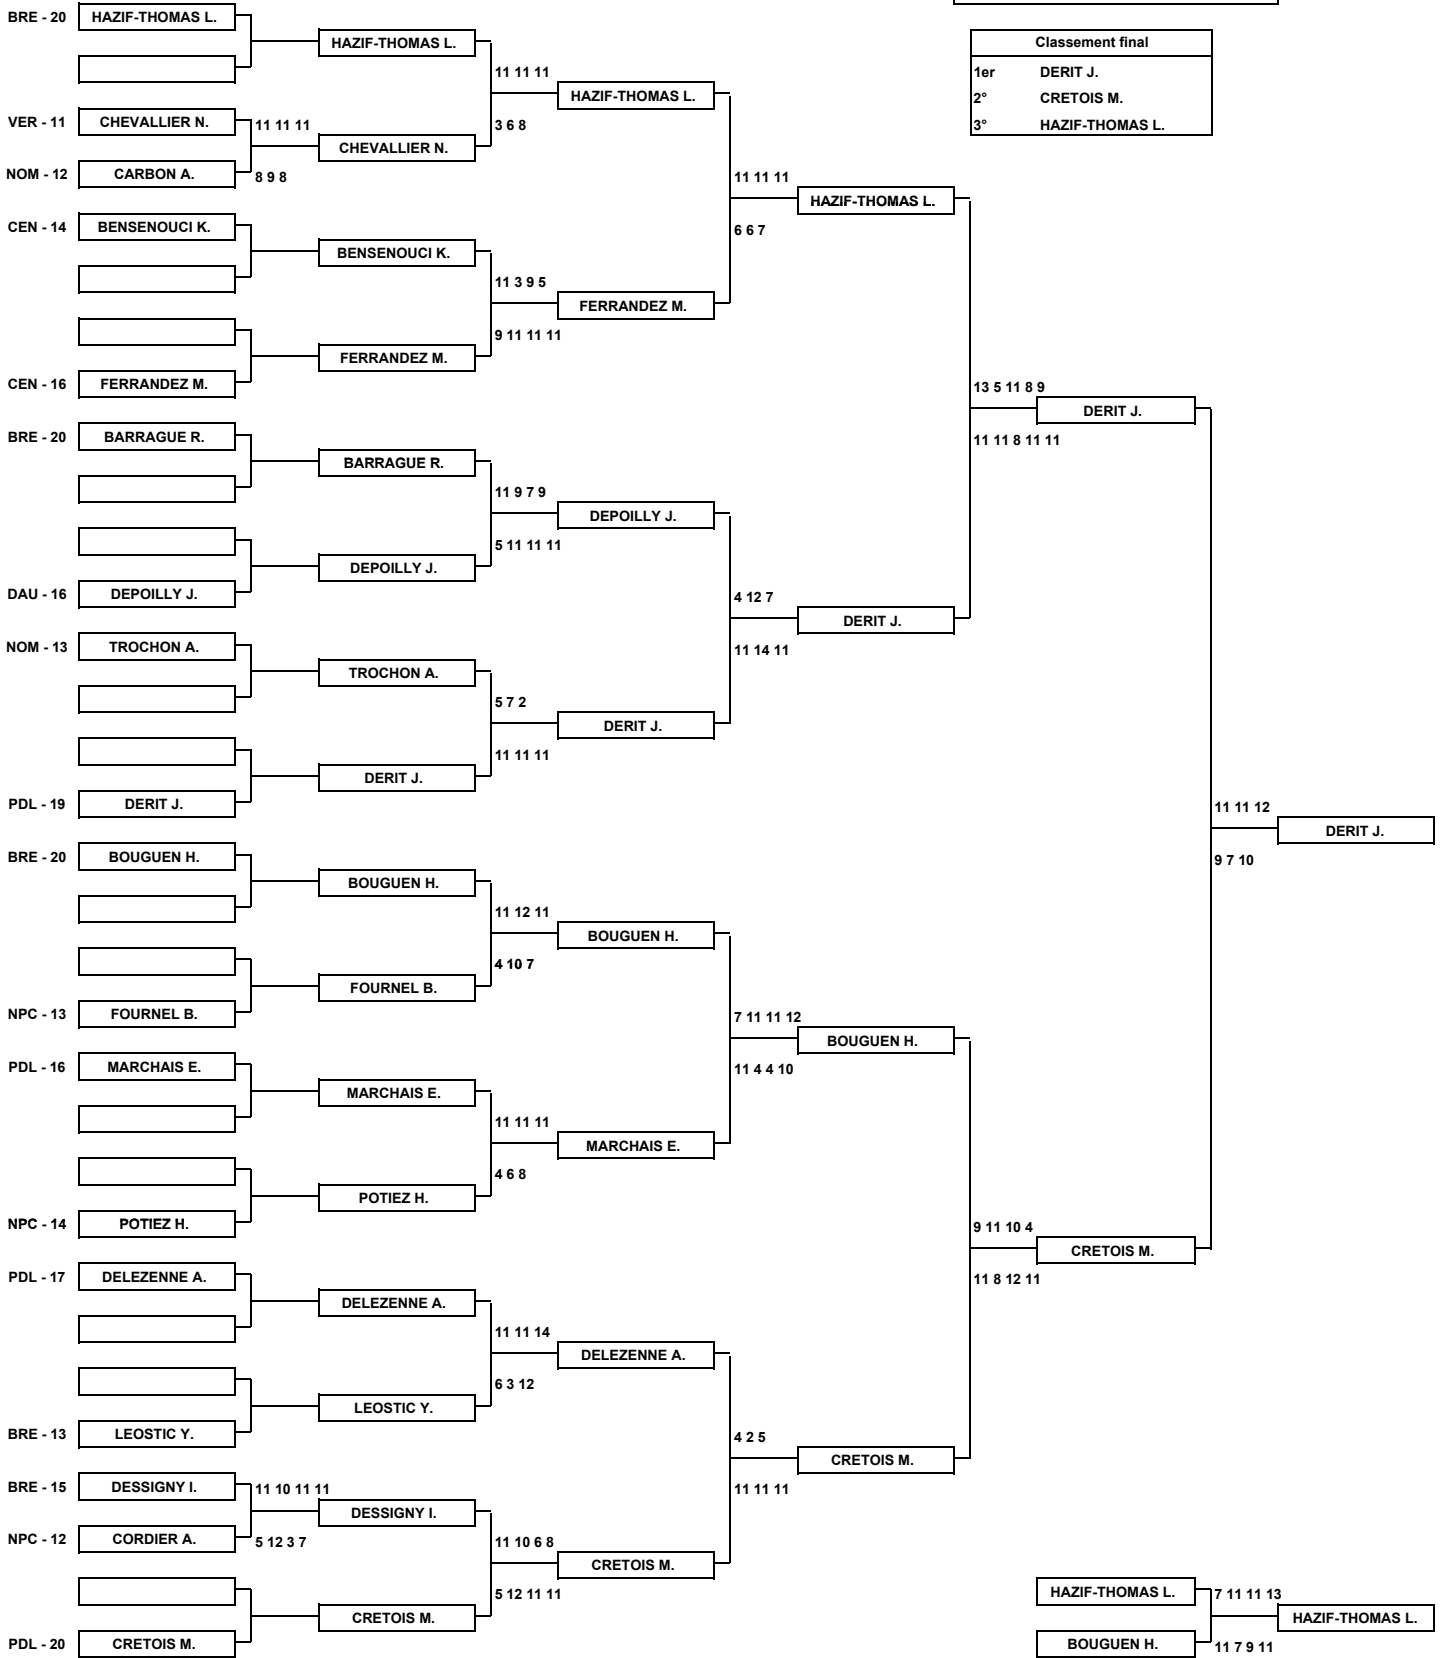 BRE - 20 HAZIF-THOMAS L.
HAZIF-THOMAS L.
Classement final
11 11 11
1er DERIT J.
HAZIF-THOMAS L.
2° CRETOIS M.
VER - 11 CHEVALLIER N. 11 11 11
3 6 8
3° HAZIF-THOMAS L.
CHEVALLIER N.
NOM - 12 CARBON A. 8 9 8
11 11 11
HAZIF-THOMAS L.
CEN - 14 BENSENOUCI K.
6 6 7
BENSENOUCI K.
11 3 9 5
FERRANDEZ M.
9 11 11 11
FERRANDEZ M.
CEN - 16 FERRANDEZ M.
13 5 11 8 9
DERIT J.
BRE - 20 BARRAGUE R.
11 11 8 11 11
BARRAGUE R.
11 9 7 9
DEPOILLY J.
5 11 11 11
DEPOILLY J.
DAU - 16 DEPOILLY J.
4 12 7
DERIT J.
NOM - 13 TROCHON A.
11 14 11
TROCHON A.
5 7 2
DERIT J.
11 11 11
DERIT J.
PDL - 19 DERIT J.
11 11 12
DERIT J.
BRE - 20 BOUGUEN H.
9 7 10
BOUGUEN H.
11 12 11
BOUGUEN H.
4 10 7
FOURNEL B.
NPC - 13 FOURNEL B.
7 11 11 12
BOUGUEN H.
PDL - 16 MARCHAIS E.
11 4 4 10
MARCHAIS E.
11 11 11
MARCHAIS E.
4 6 8
POTIEZ H.
NPC - 14 POTIEZ H.
9 11 10 4
CRETOIS M.
PDL - 17 DELEZENNE A.
11 8 12 11
DELEZENNE A.
11 11 14
DELEZENNE A.
6 3 12
LEOSTIC Y.
BRE - 13 LEOSTIC Y.
4 2 5
CRETOIS M.
BRE - 15 DESSIGNY I. 11 10 11 11
11 11 11
DESSIGNY I.
NPC - 12 CORDIER A. 5 12 3 7
11 10 6 8
CRETOIS M.
5 12 11 11
HAZIF-THOMAS L. 7 11 11 13
CRETOIS M.
HAZIF-THOMAS L.
PDL - 20 CRETOIS M.
BOUGUEN H. 11 7 9 11